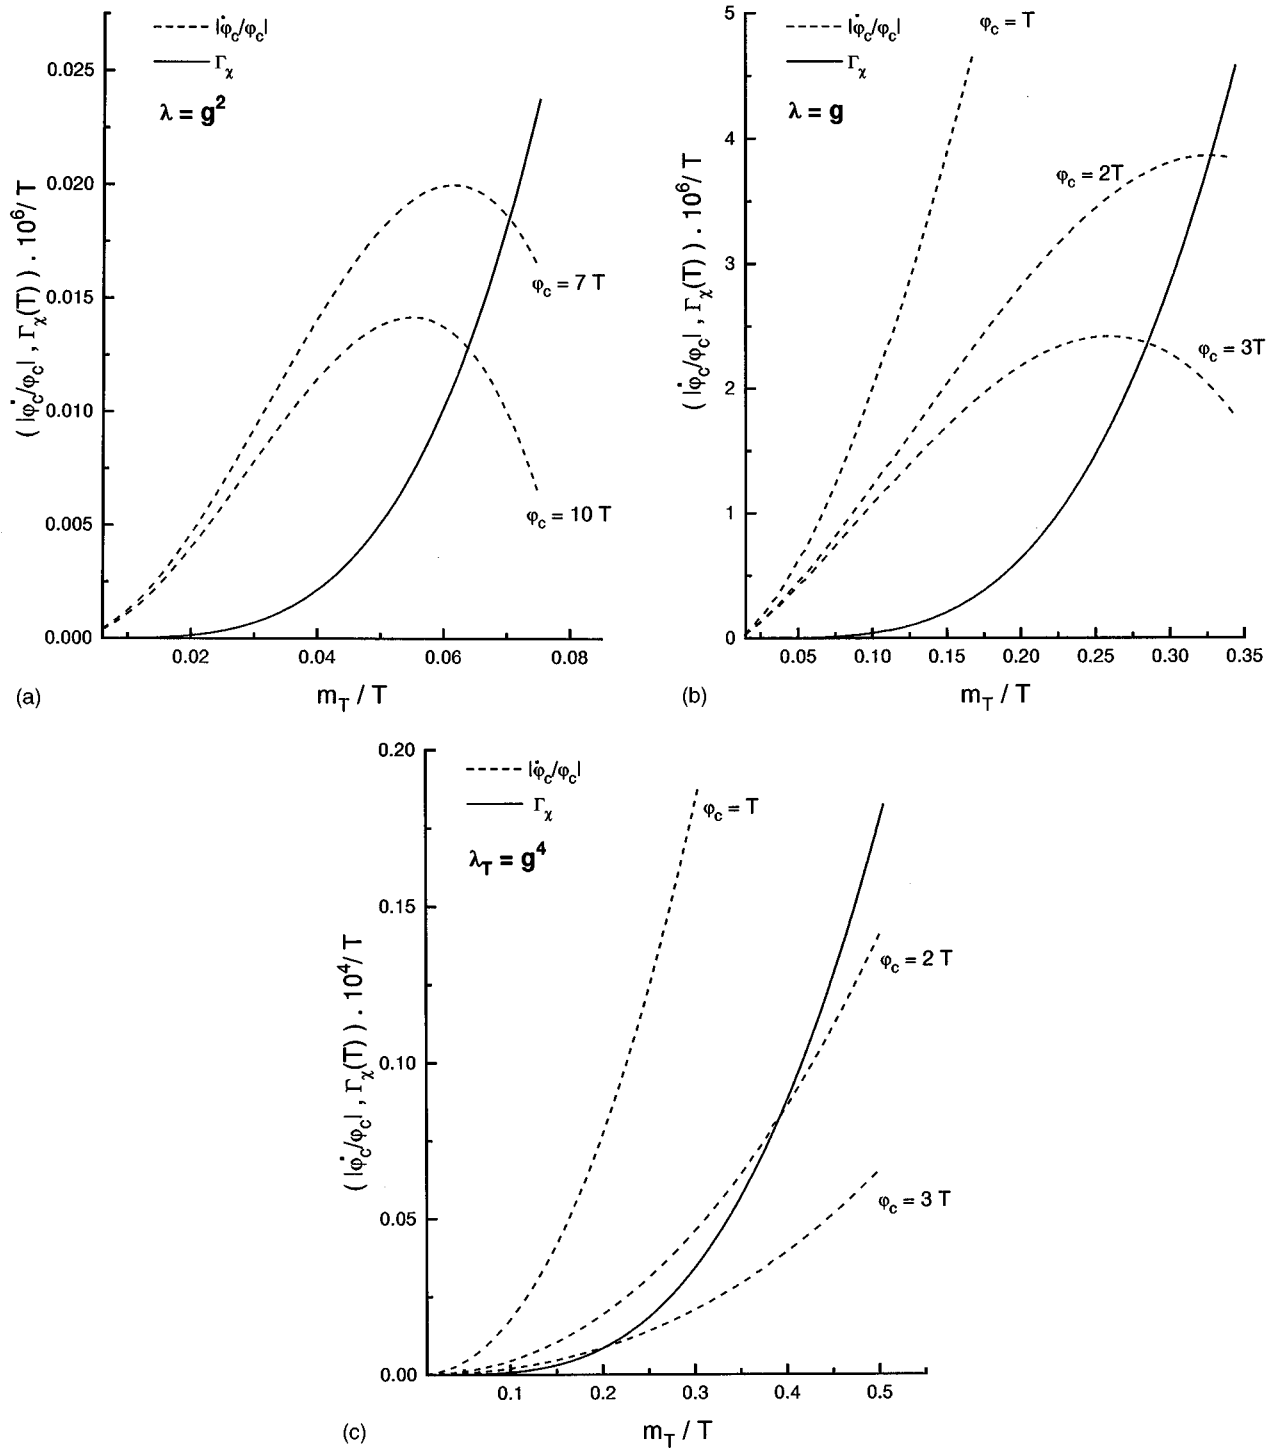 |φ̇c/φc|
Γχ
λ = g²
0.025
0.020
0.015
0.010
0.005
0.000
( |φ̇c/φc| , Γχ(T) ) . 10⁶/ T
φc = 7 T
φc = 10 T
0.02 0.04 0.06 0.08
(a)
mT / T
|φ̇c/φc|
Γχ
λ = g
φc = T
5
4
3
2
1
0
( |φ̇c/φc| , Γχ(T) ) . 10⁶/ T
φc = 2T
φc = 3T
0.05 0.10 0.15 0.20 0.25 0.30 0.35
(b)
mT / T
|φ̇c/φc|
Γχ
λT = g⁴
0.20
0.15
0.10
0.05
0.00
( |φ̇c/φc| , Γχ(T) ) . 10⁴/ T
φc = T
φc = 2 T
φc = 3 T
0.1 0.2 0.3 0.4 0.5
(c)
mT / T